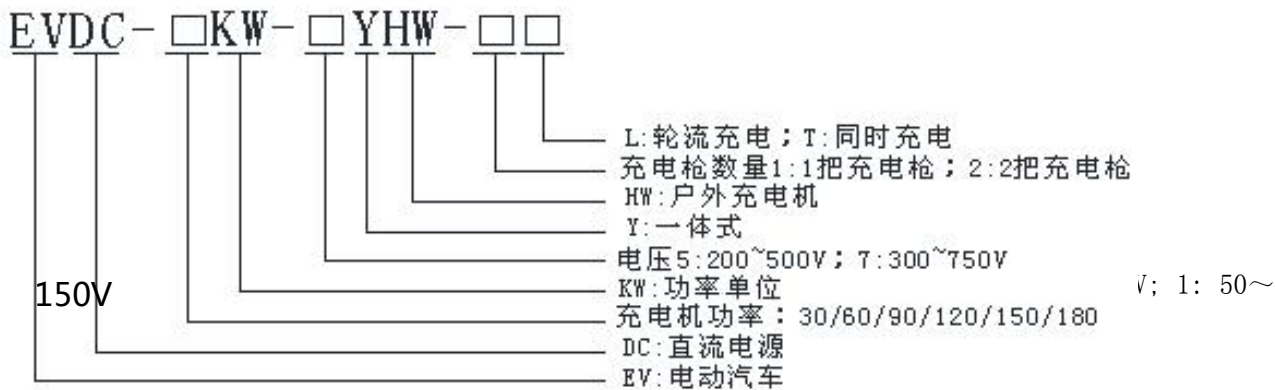 EVDC-□KW-□YHW-□□
L:轮流充电；T:同时充电
充电枪数量1:1把充电枪；2:2把充电枪
HW:户外充电机
Y:一体式
电压5:200~500V；7:300~750V
KW:功率单位
V; 1: 50～
150V
充电机功率：30/60/90/120/150/180
DC:直流电源
EV:电动汽车